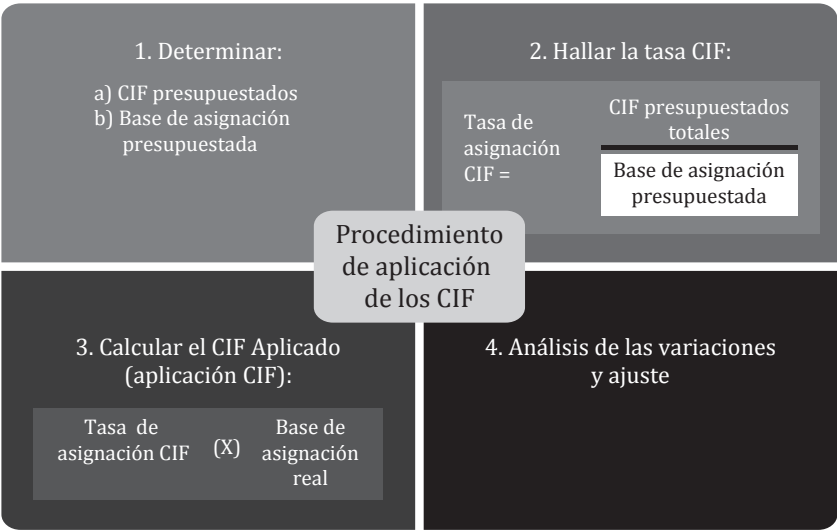 1. Determinar:
a) CIF presupuestados
b) Base de asignación
presupuestada
2. Hallar la tasa CIF:
Tasa de
asignación
CIF =
CIF presupuestados
totales
Base de asignación
presupuestada
Procedimiento
de aplicación
de los CIF
3. Calcular el CIF Aplicado
(aplicación CIF):
Tasa de
asignación CIF
(X)
Base de
asignación
real
4. Análisis de las variaciones
y ajuste